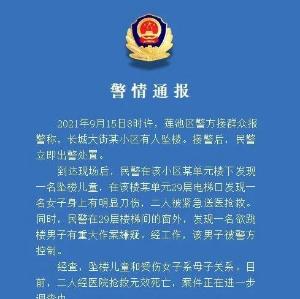 警情通报
2021年9月15日8时许，莲池区警方接群众报
警称，长城大街某小区有人坠楼。接警后，民警
立即出警处置。
到达现场后，民警在该小区某单元楼下发现
一名坠楼儿童，在该楼某单元29层电梯口发现一
名女子身上有明显刀伤，二人被紧急送医抢救。
同时，民警在29层楼梯间的窗外，发现一名欲跳
楼男子有重大作案嫌疑，经工作，该男子被警方
控制。
经查，坠楼儿童和受伤女子系母子关系，目
前，二人经医院抢救无效死亡，案件正在进一步